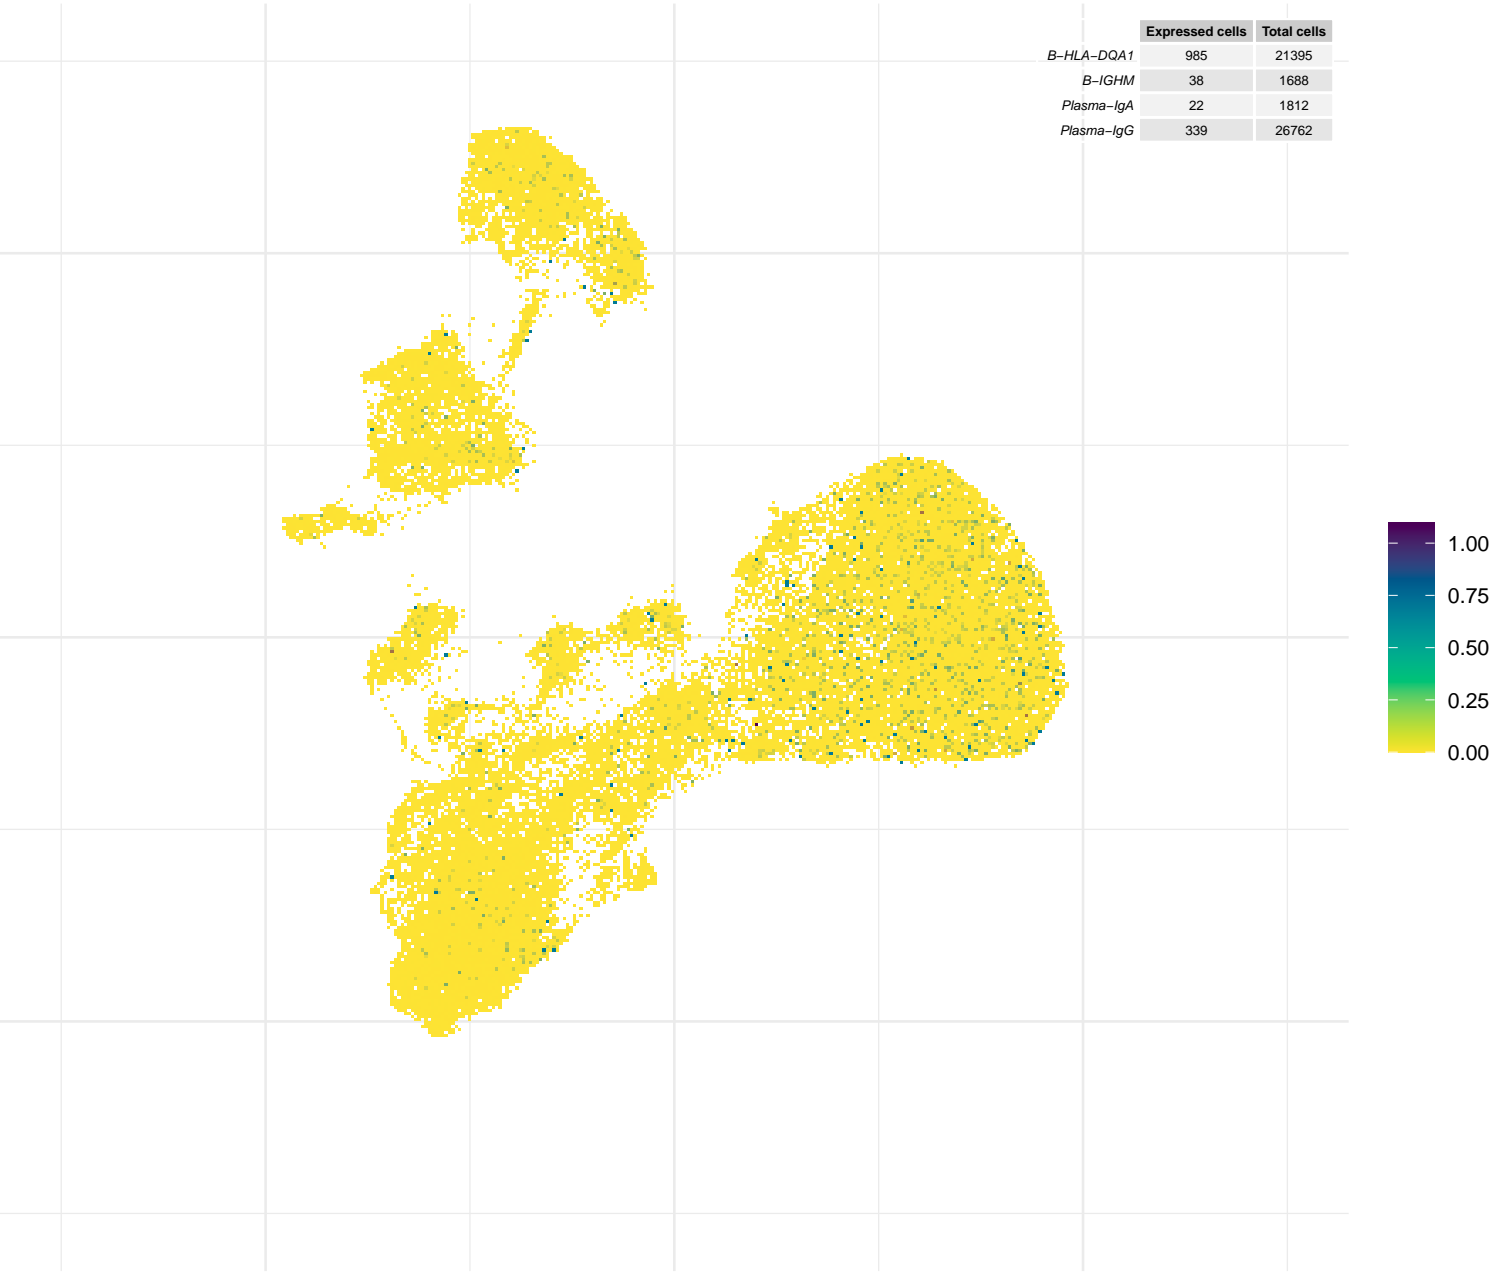 Expressed cells Total cells
B−HLA−DQA1 985 21395
B−IGHM 38 1688
Plasma−IgA 22 1812
Plasma−IgG 339 26762
1.00
0.75
0.50
0.25
0.00